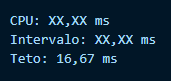 CPU: XX,XX ms
Intervalo: XX,XX ms
Teto: 16,67 ms